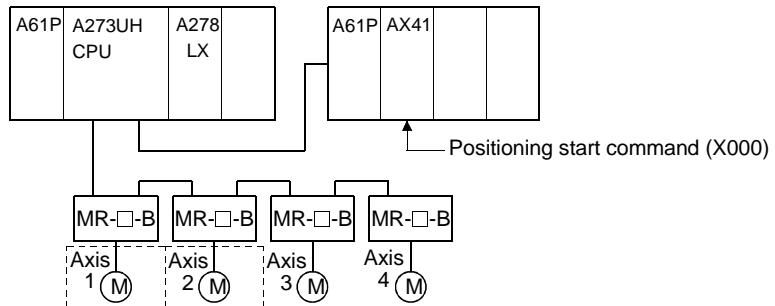 A61P A273UH CPU A278 LX A61P AX41
Positioning start command (X000)
MR-□-B MR-□-B MR-□-B MR-□-B
Axis 1 M Axis 2 M Axis 3 M Axis 4 M